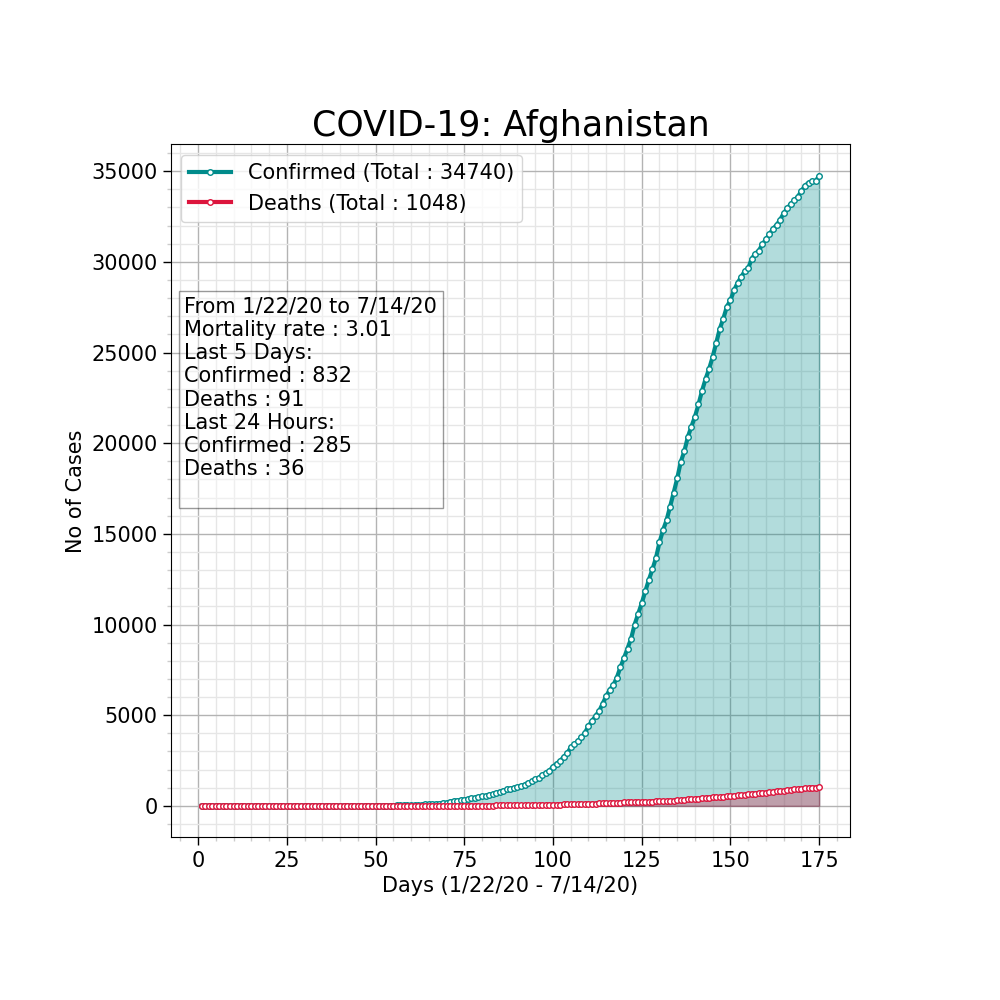 COVID-19: Afghanistan
Confirmed (Total : 34740)
Deaths (Total : 1048)
From 1/22/20 to 7/14/20
Mortality rate : 3.01
Last 5 Days:
Confirmed : 832
Deaths : 91
Last 24 Hours:
Confirmed : 285
Deaths : 36
No of Cases
35000
30000
25000
20000
15000
10000
5000
0
0 25 50 75 100 125 150 175
Days (1/22/20 - 7/14/20)